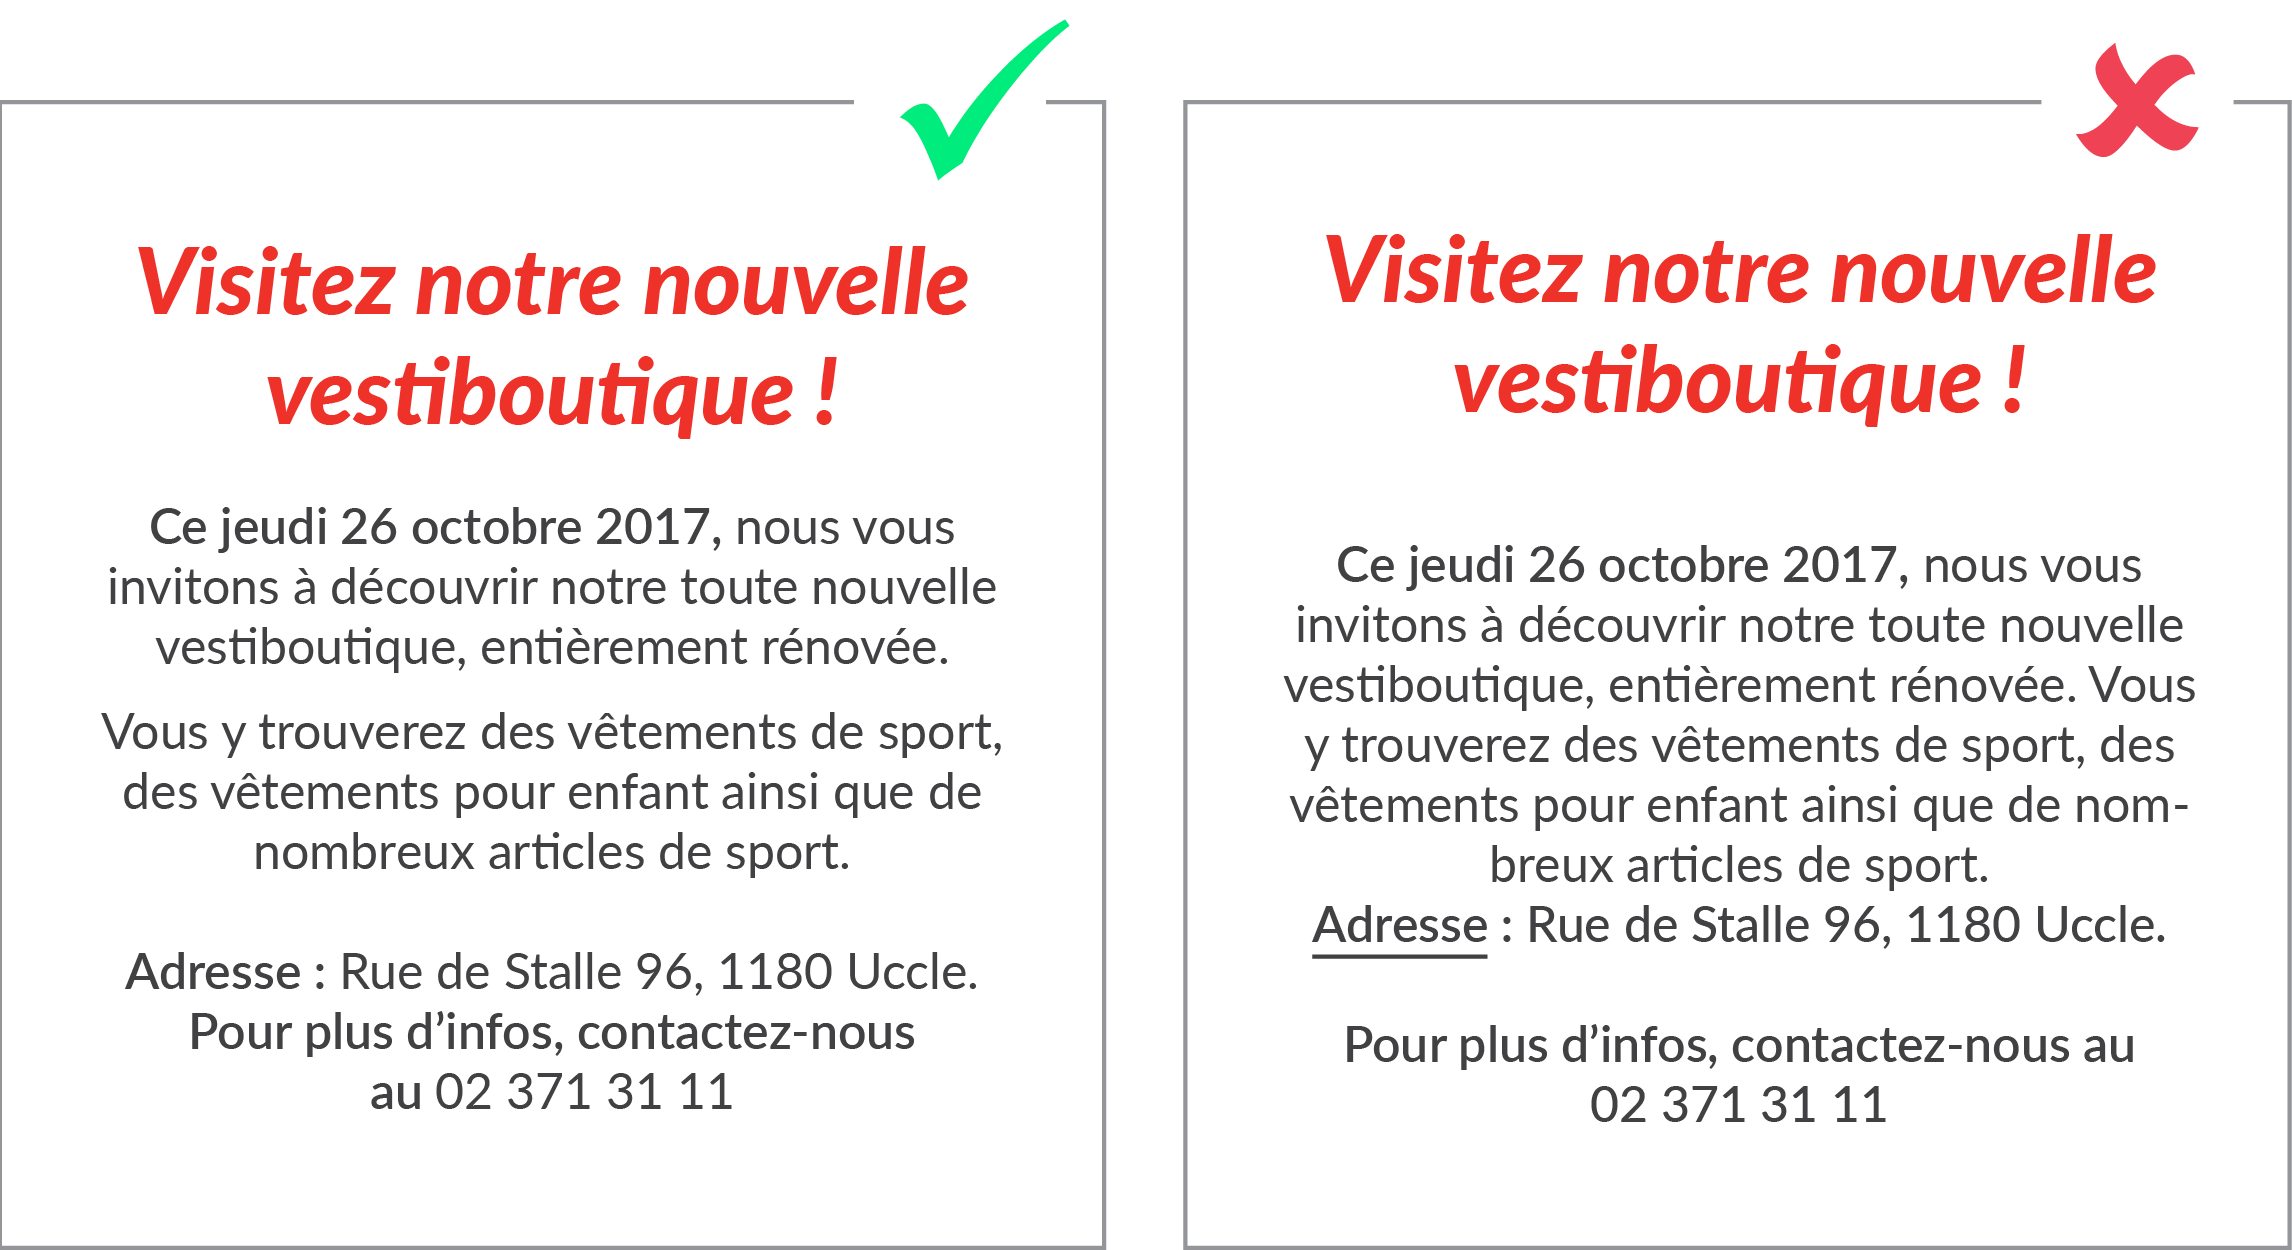 Visitez notre nouvelle
vestiboutique !
Ce jeudi 26 octobre 2017, nous vous
invitons à découvrir notre toute nouvelle
vestiboutique, entièrement rénovée.
Vous y trouverez des vêtements de sport,
des vêtements pour enfant ainsi que de
nombreux articles de sport.
Adresse : Rue de Stalle 96, 1180 Uccle.
Pour plus d’infos, contactez-nous
au 02 371 31 11
Visitez notre nouvelle
vestiboutique !
Ce jeudi 26 octobre 2017, nous vous
invitons à découvrir notre toute nouvelle
vestiboutique, entièrement rénovée. Vous
y trouverez des vêtements de sport, des
vêtements pour enfant ainsi que de nom-
breux articles de sport.
Adresse : Rue de Stalle 96, 1180 Uccle.
Pour plus d’infos, contactez-nous au
02 371 31 11